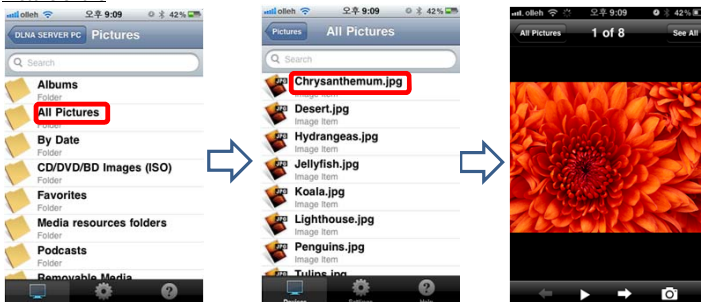 olleh 오후 9:09 42%
DLNA SERVER PC Pictures
Search
Albums
Folder
All Pictures
Folder
By Date
Folder
CD/DVD/BD Images (ISO)
Folder
Favorites
Folder
Media resources folders
Folder
Podcasts
Folder
Removable Media
olleh 오후 9:09 42%
Pictures All Pictures
Search
Chrysanthemum.jpg
Image Item
Desert.jpg
Image Item
Hydrangeas.jpg
Image Item
Jellyfish.jpg
Image Item
Koala.jpg
Image Item
Lighthouse.jpg
Image Item
Penguins.jpg
Image Item
Tulips.jpg
Devices Settings Help
olleh 오후 9:09 42%
All Pictures 1 of 8 See All